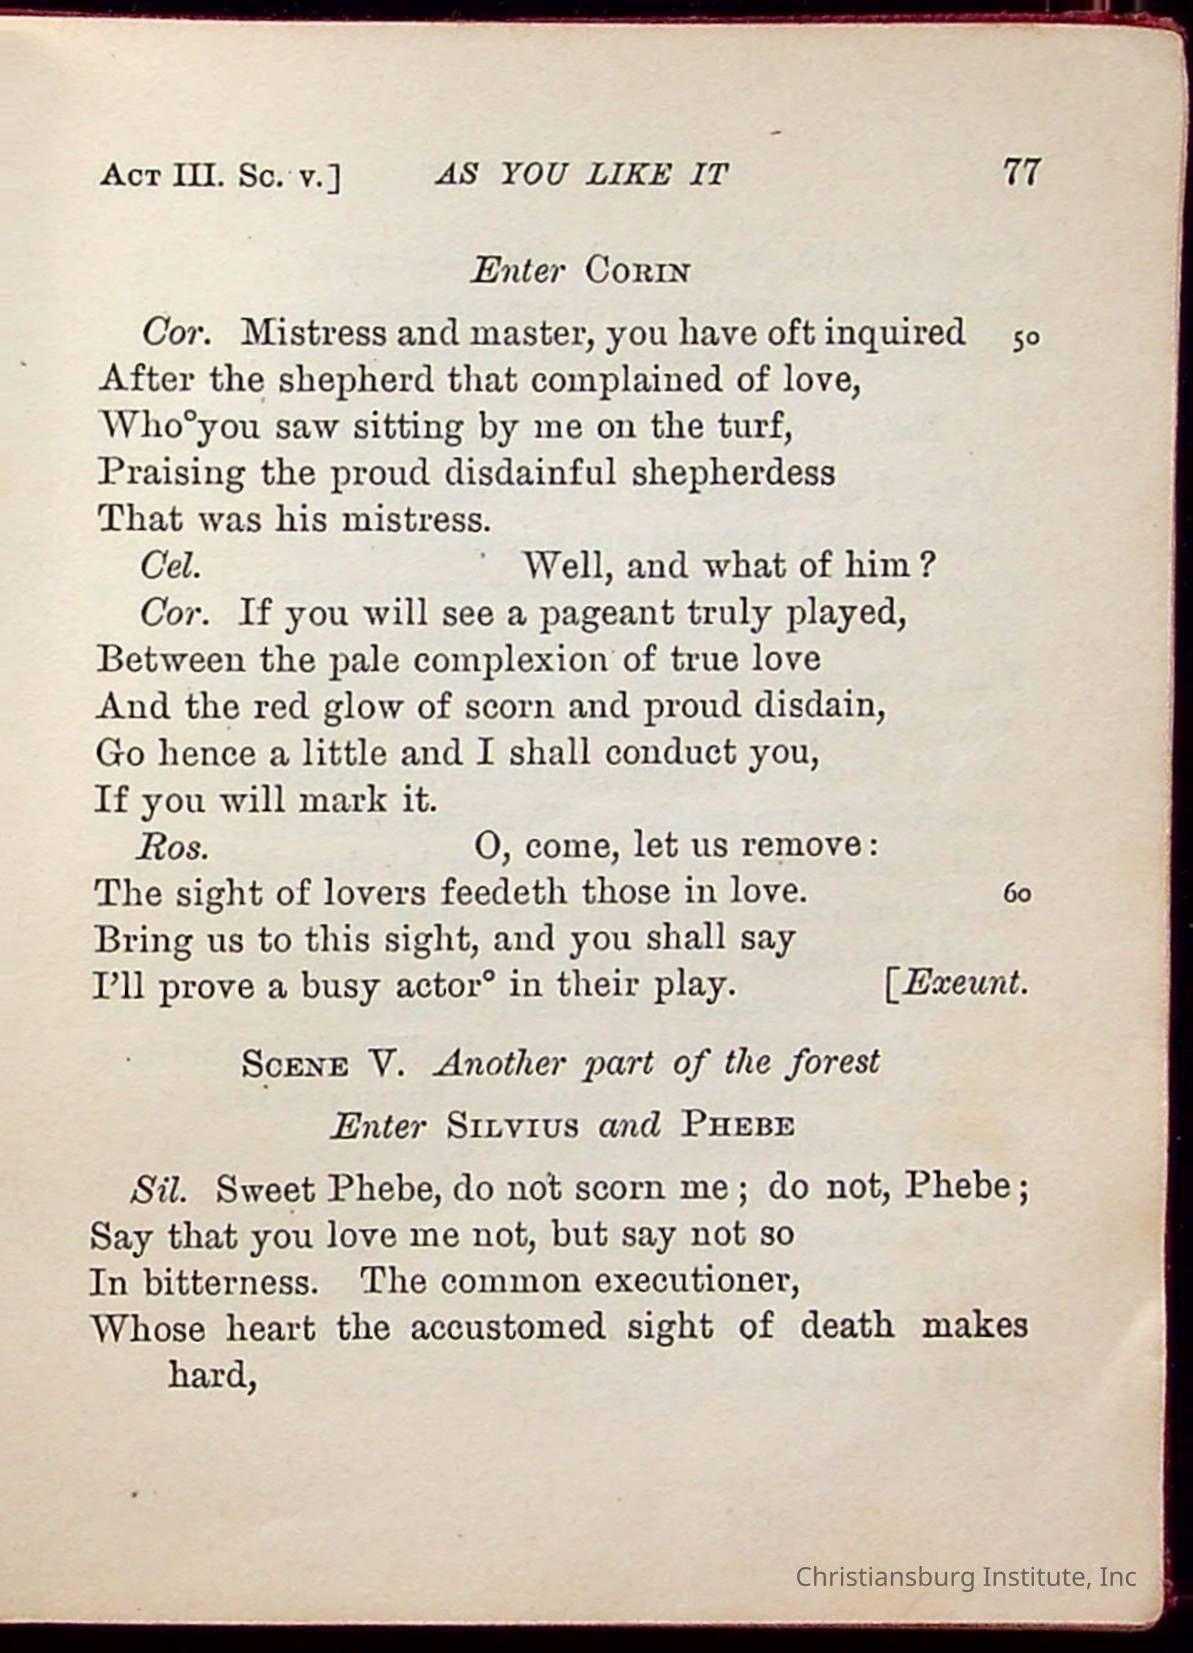 ACT III. Sc. v.] AS YOU LIKE IT 77
Enter CORIN
Cor. Mistress and master, you have oft inquired 50
After the shepherd that complained of love,
Who°you saw sitting by me on the turf,
Praising the proud disdainful shepherdess
That was his mistress.
Cel. Well, and what of him?
Cor. If you will see a pageant truly played,
Between the pale complexion of true love
And the red glow of scorn and proud disdain,
Go hence a little and I shall conduct you,
If you will mark it.
Ros. O, come, let us remove:
The sight of lovers feedeth those in love. 60
Bring us to this sight, and you shall say
I'll prove a busy actor° in their play. [Exeunt.
SCENE V. Another part of the forest
Enter SILVIUS and PHEBE
Sil. Sweet Phebe, do not scorn me; do not, Phebe;
Say that you love me not, but say not so
In bitterness. The common executioner,
Whose heart the accustomed sight of death makes
hard,
Christiansburg Institute, Inc